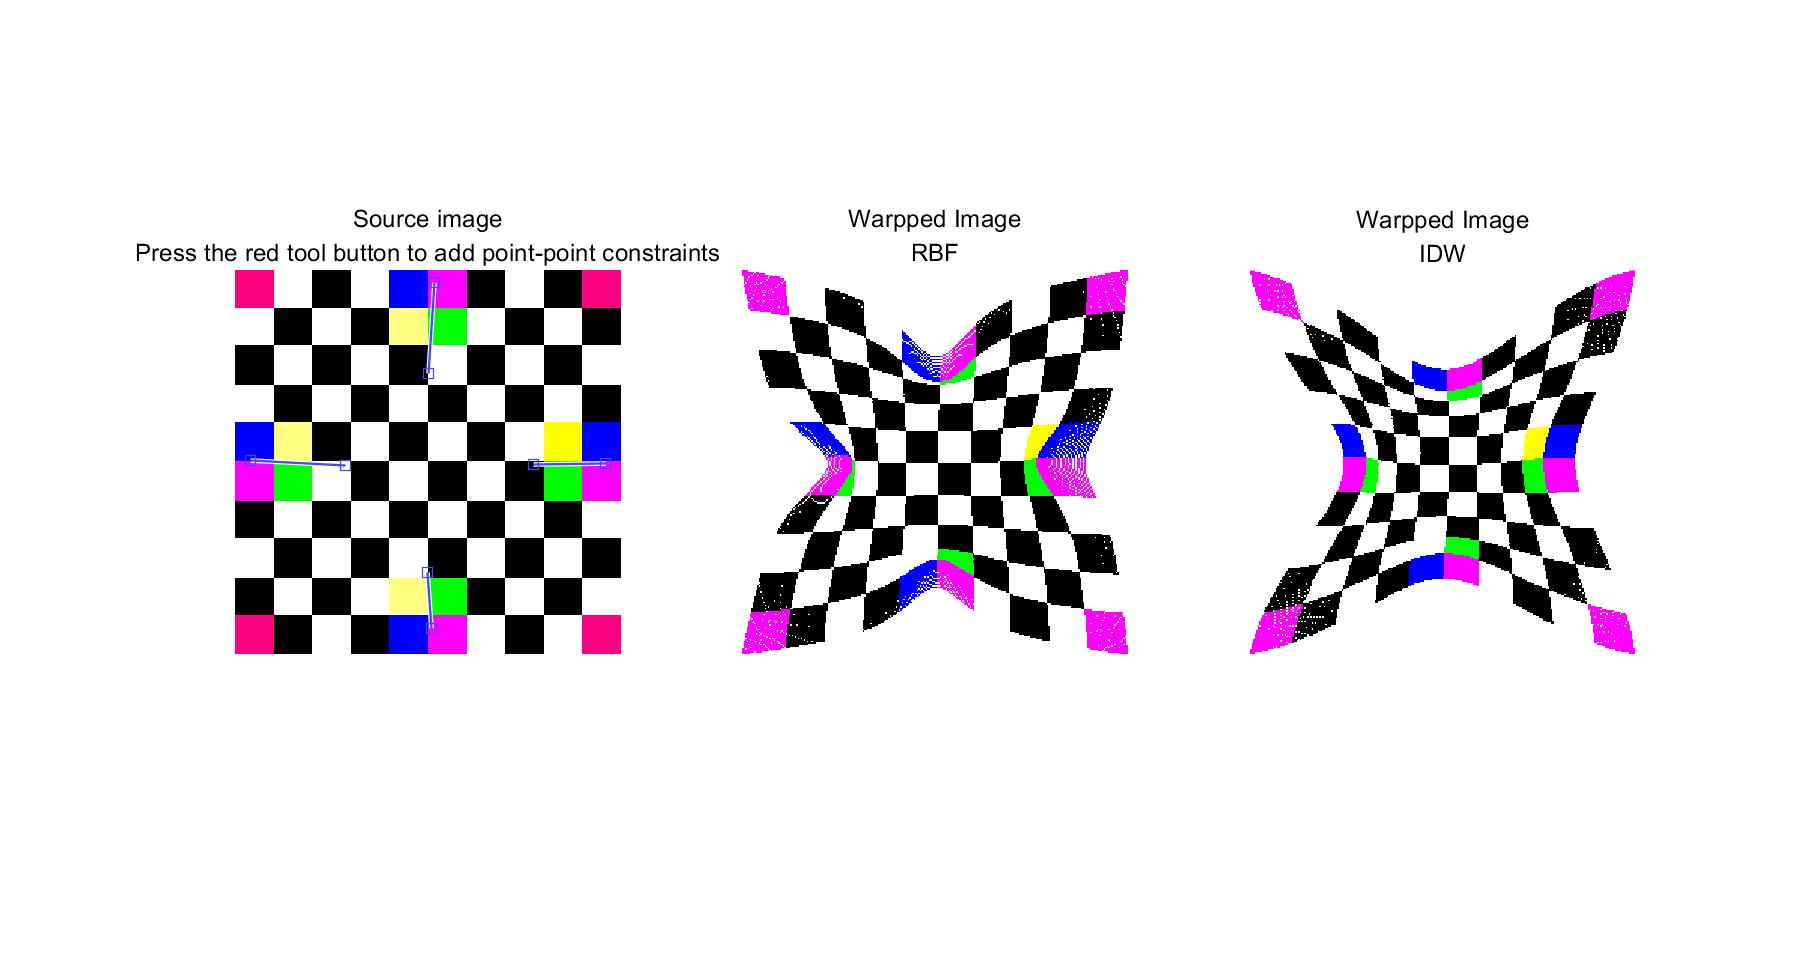 Source image
Press the red tool button to add point-point constraints
Warpped Image
RBF
Warpped Image
IDW